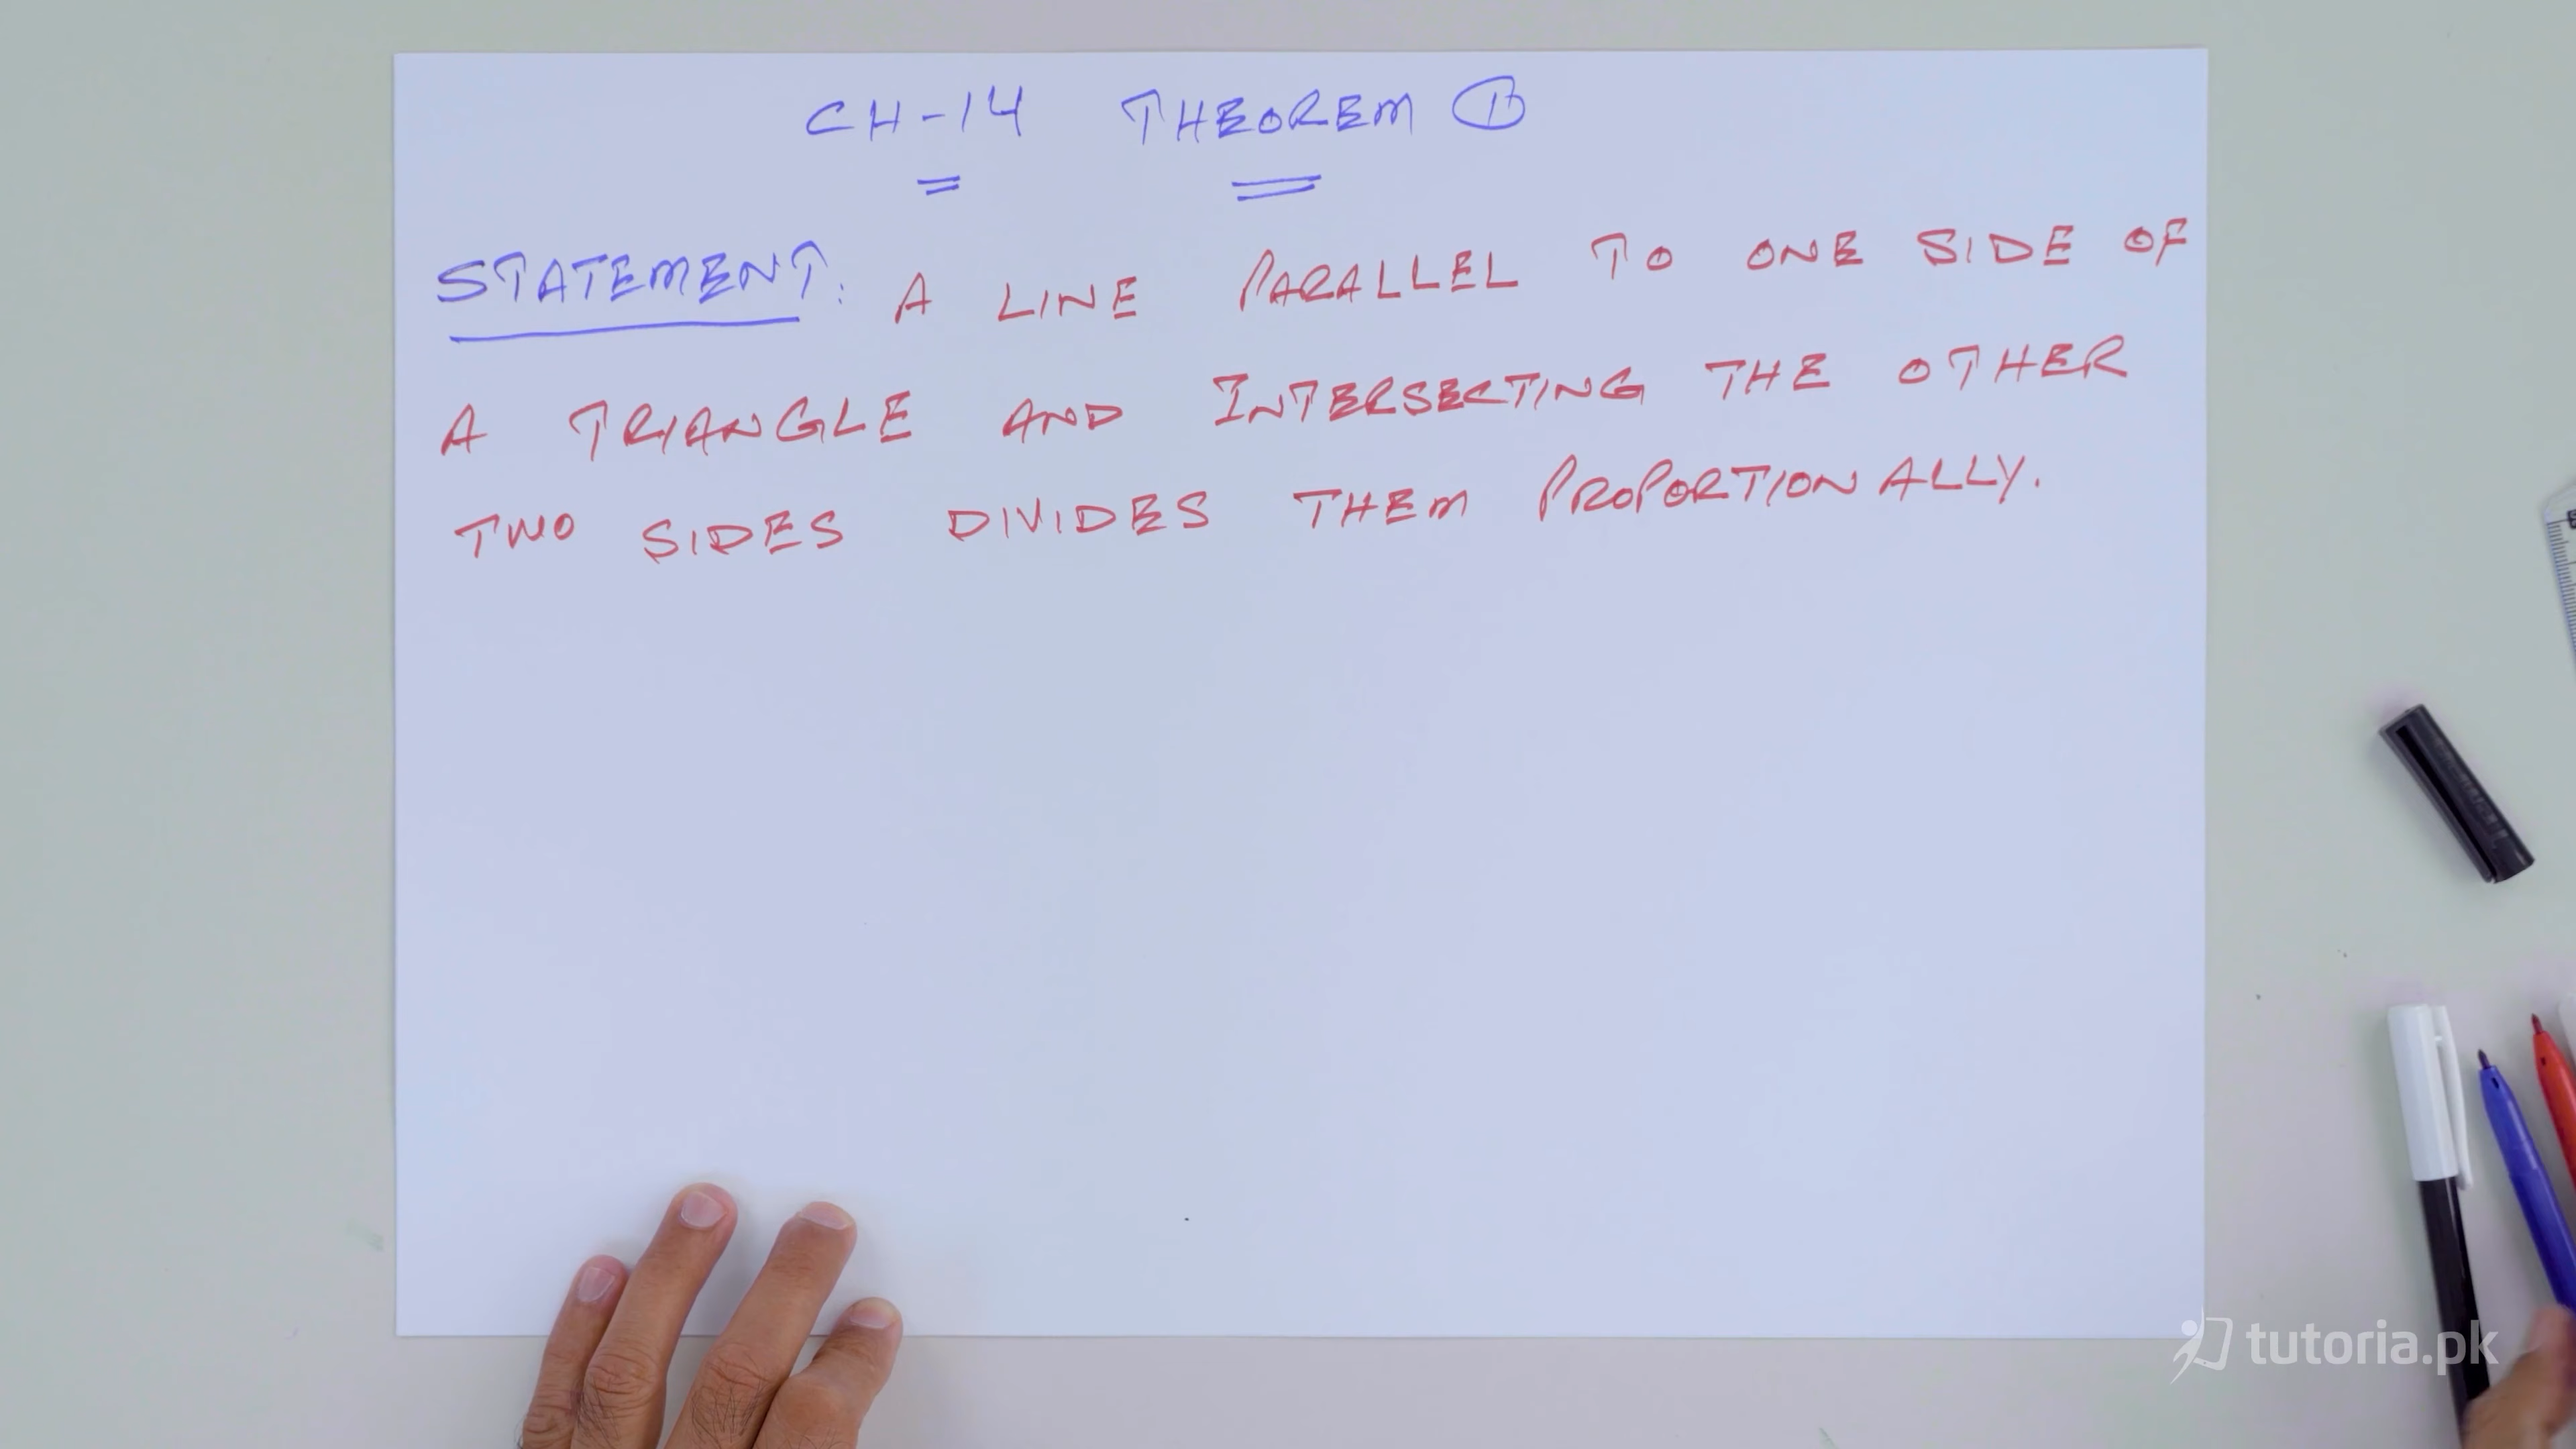 CH-14 THEOREM ①
STATEMENT: A LINE PARALLEL TO ONE SIDE OF
A TRIANGLE AND INTERSECTING THE OTHER
TWO SIDES DIVIDES THEM PROPORTIONALLY.
tutoria.pk